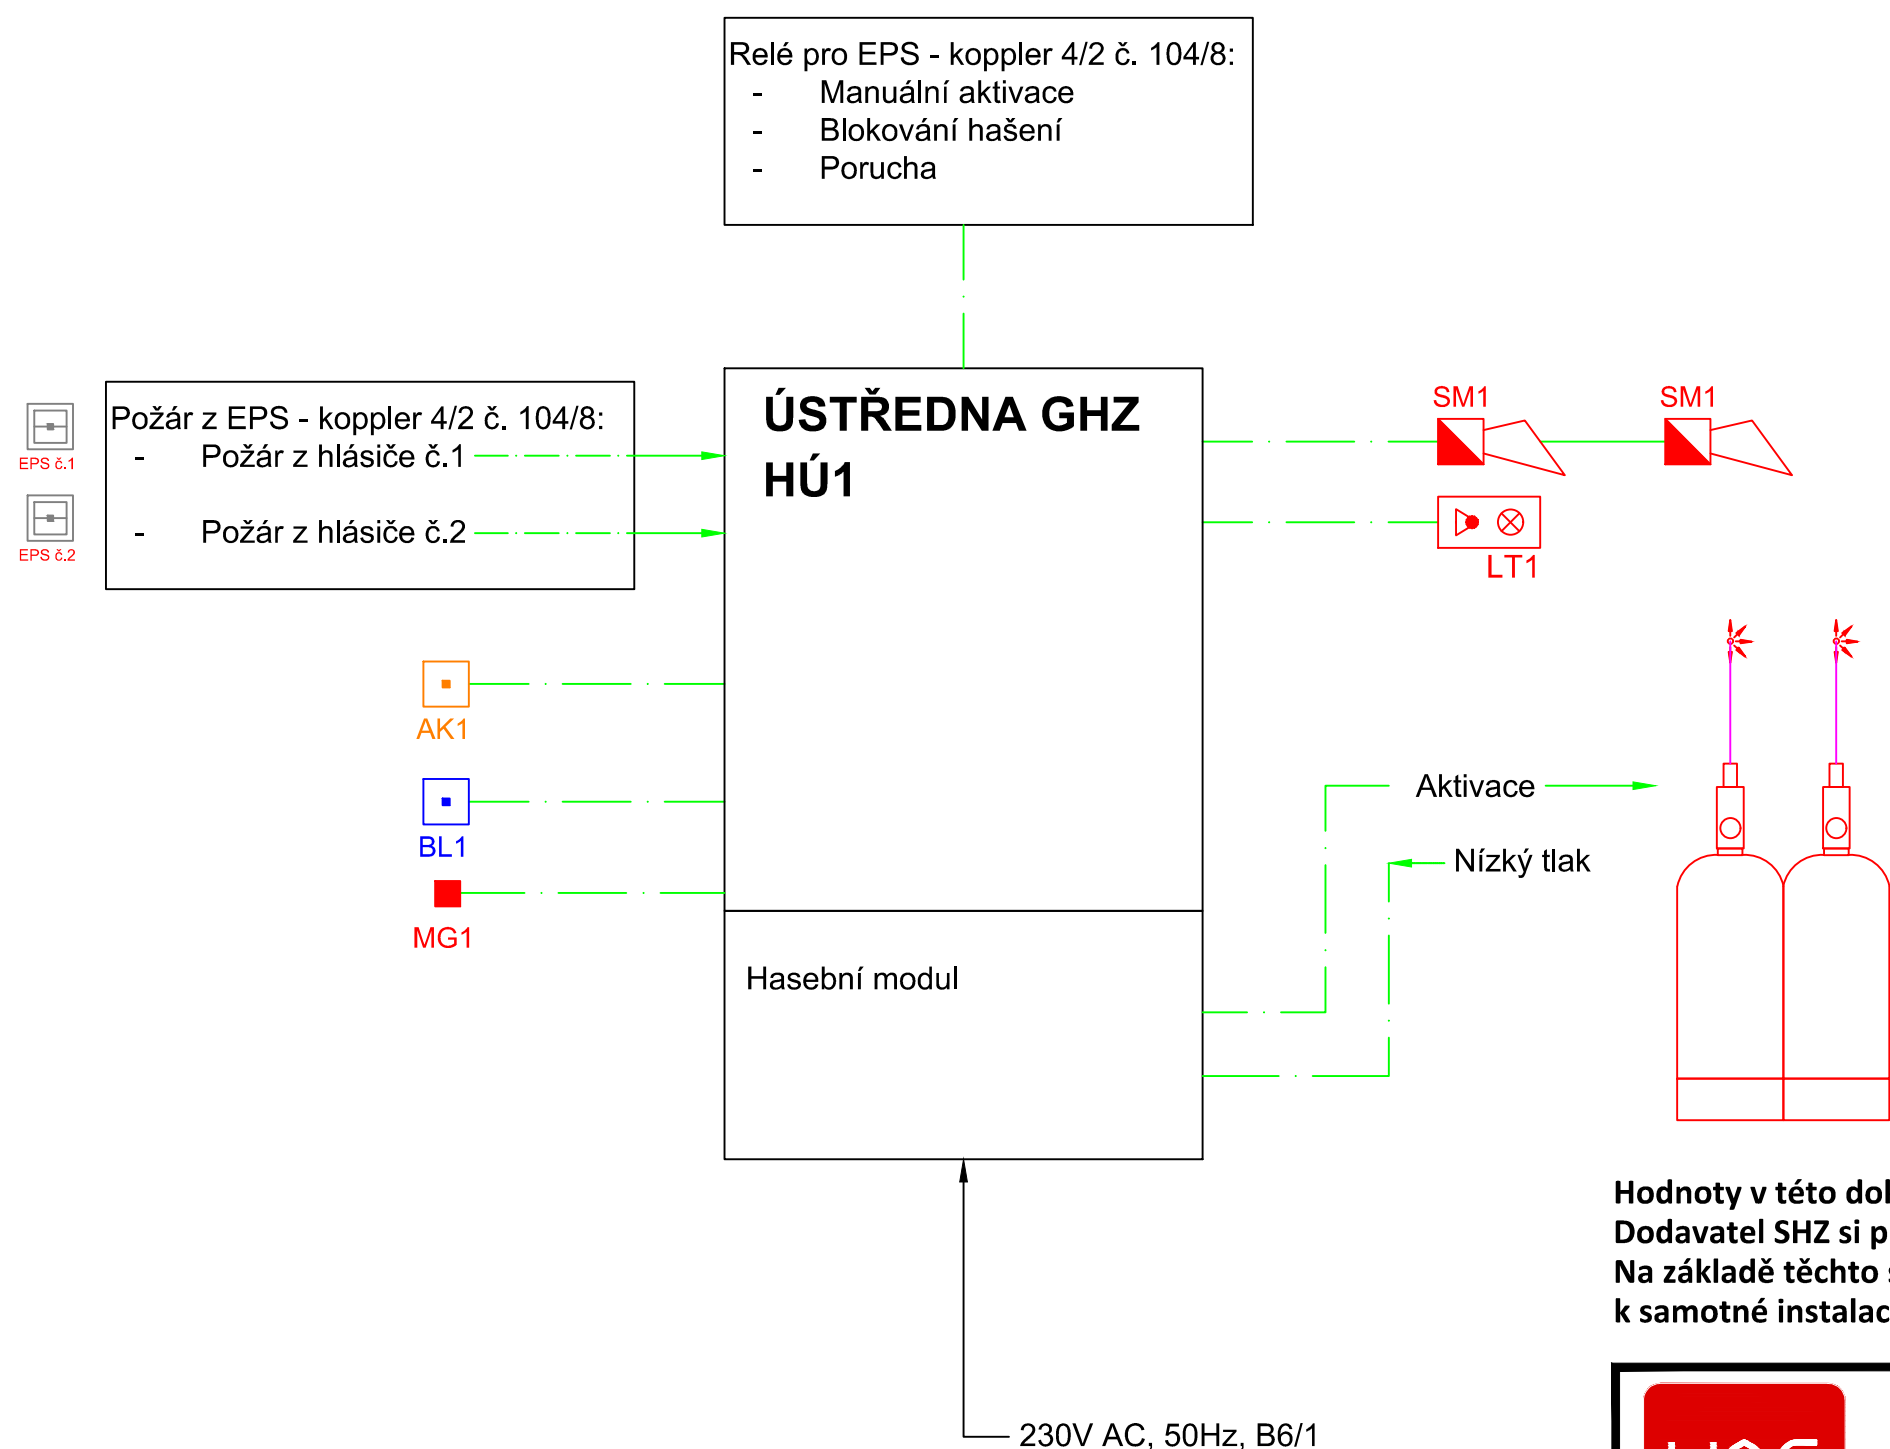 Relé pro EPS - koppler 4/2 č. 104/8:
- Manuální aktivace
- Blokování hašení
- Porucha
EPS č.1
EPS č.2
Požár z EPS - koppler 4/2 č. 104/8:
- Požár z hlásiče č.1
- Požár z hlásiče č.2
ÚSTŘEDNA GHZ
HÚ1
SM1
SM1
LT1
AK1
BL1
MG1
Aktivace
Nízký tlak
Hasební modul
Hodnoty v této
Dodavatel SHZ si
Na základě těchto
k samotné
230V AC, 50Hz, B6/1